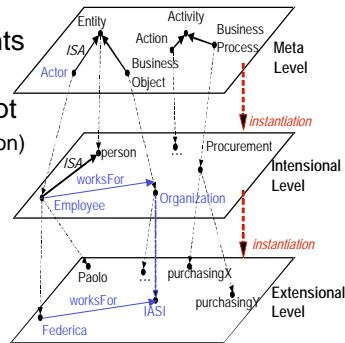 Entity
Activity
nts
ISA
Action
Business
Process
Meta
Level
Actor
Business
Object
ot
instantiation
on)
person
...
Procurement
ISA
worksFor
Intensional
Level
Employee
Organization
instantiation
Paolo
...
purchasingX
Extensional
Level
worksFor
IASI
purchasingY
Federica